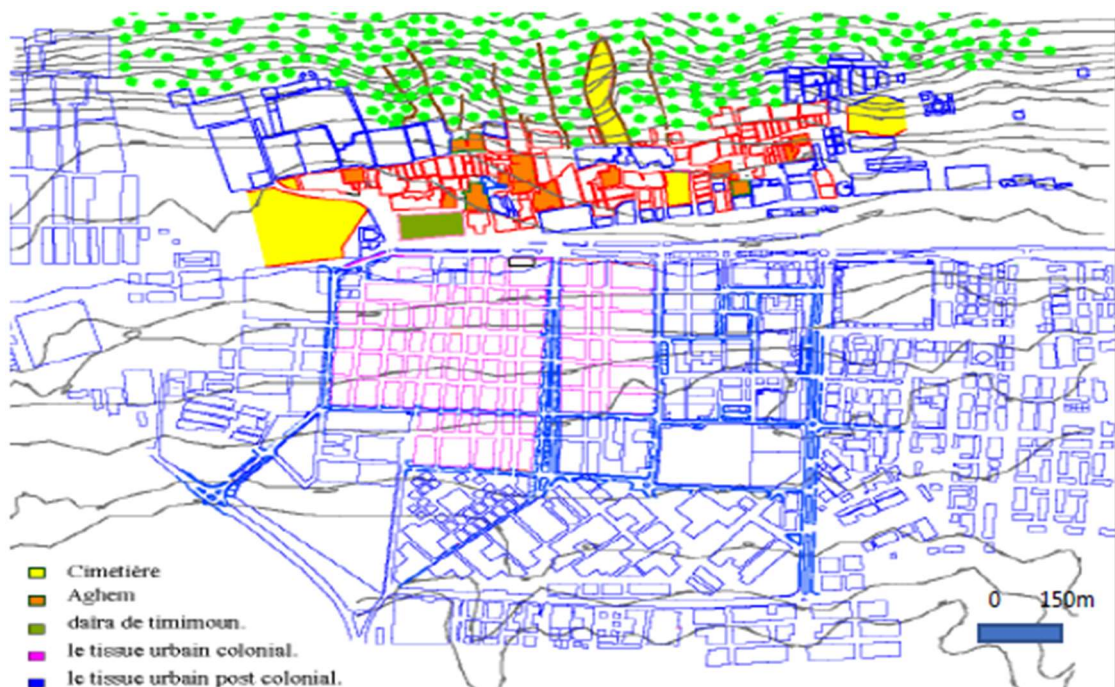 Cimetière
Aghem
daira de timimoun.
le tissue urbain colonial.
le tissue urbain post colonial.
0 150m